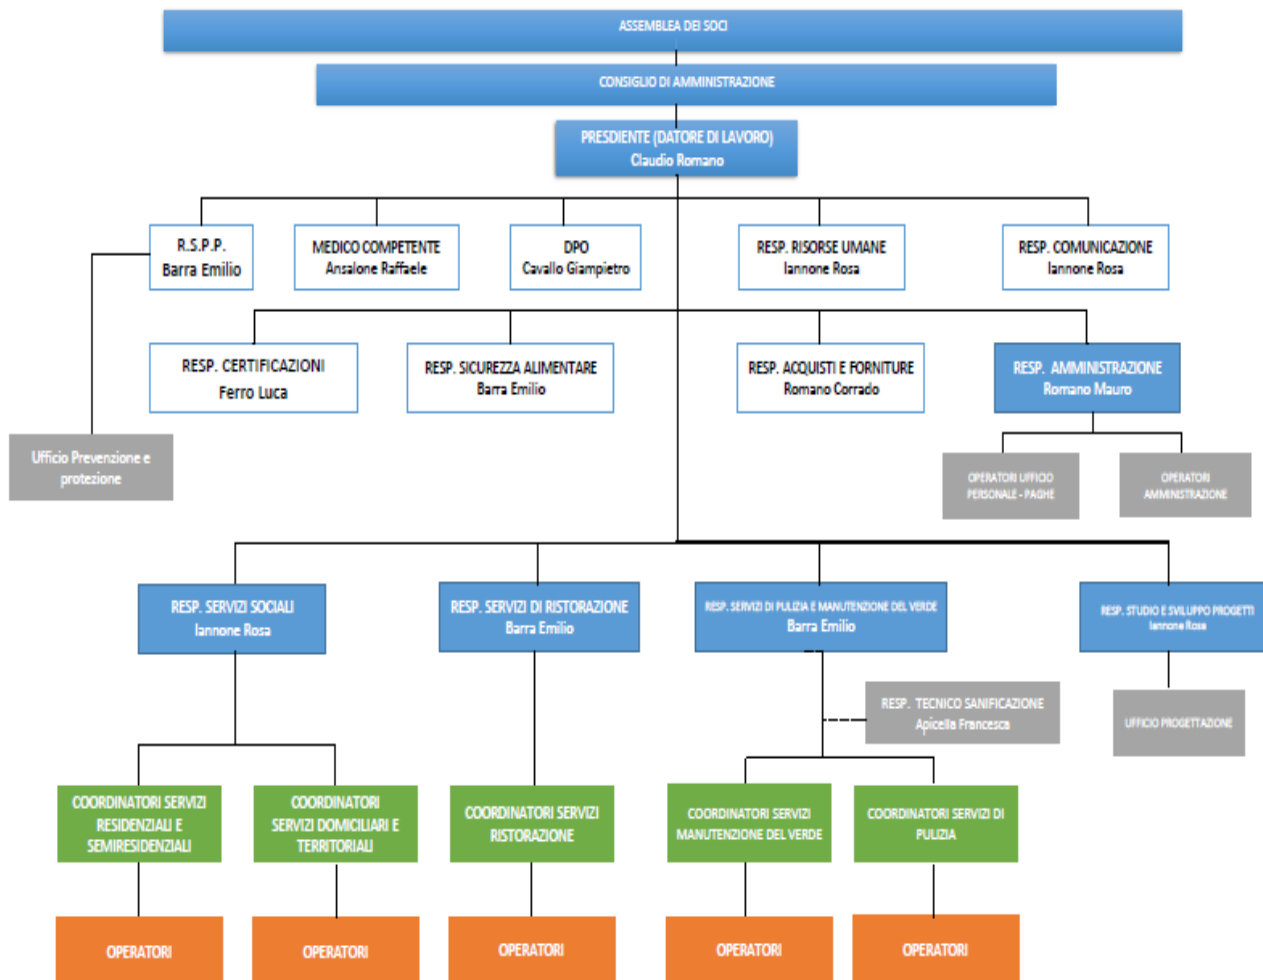 ASSEMBLEA DEI SOCI
CONSIGLIO DI AMMINISTRAZIONE
PRESDIENTE (DATORE DI LAVORO)
Claudio Romano
R.S.P.P.
Barra Emilio
MEDICO COMPETENTE
Ansalone Raffaele
DPO
Cavallo Giampietro
RESP. RISORSE UMANE
Iannone Rosa
RESP. COMUNICAZIONE
Iannone Rosa
RESP. CERTIFICAZIONI
Ferro Luca
RESP. SICUREZZA ALIMENTARE
Barra Emilio
RESP. ACQUISTI E FORNITURE
Romano Corrado
RESP. AMMINISTRAZIONE
Romano Mauro
Ufficio Prevenzione e
protezione
OPERATORI UFFICIO
PERSONALE - PAGHE
OPERATORI
AMMINISTRAZIONE
RESP. SERVIZI SOCIALI
Iannone Rosa
RESP. SERVIZI DI RISTORAZIONE
Barra Emilio
RESP. SERVIZI DI PULIZIA E MANUTENZIONE DEL VERDE
Barra Emilio
RESP. STUDIO E SVILUPPO PROGETTI
Iannone Rosa
RESP. TECNICO SANIFICAZIONE
Apicella Francesca
UFFICIO PROGETTAZIONE
COORDINATORI SERVIZI
RESIDENZIALI E
SEMIRESIDENZIALI
COORDINATORI
SERVIZI DOMICILIARI E
TERRITORIALI
COORDINATORI SERVIZI
RISTORAZIONE
COORDINATORI SERVIZI
MANUTENZIONE DEL VERDE
COORDINATORI SERVIZI DI
PULIZIA
OPERATORI
OPERATORI
OPERATORI
OPERATORI
OPERATORI